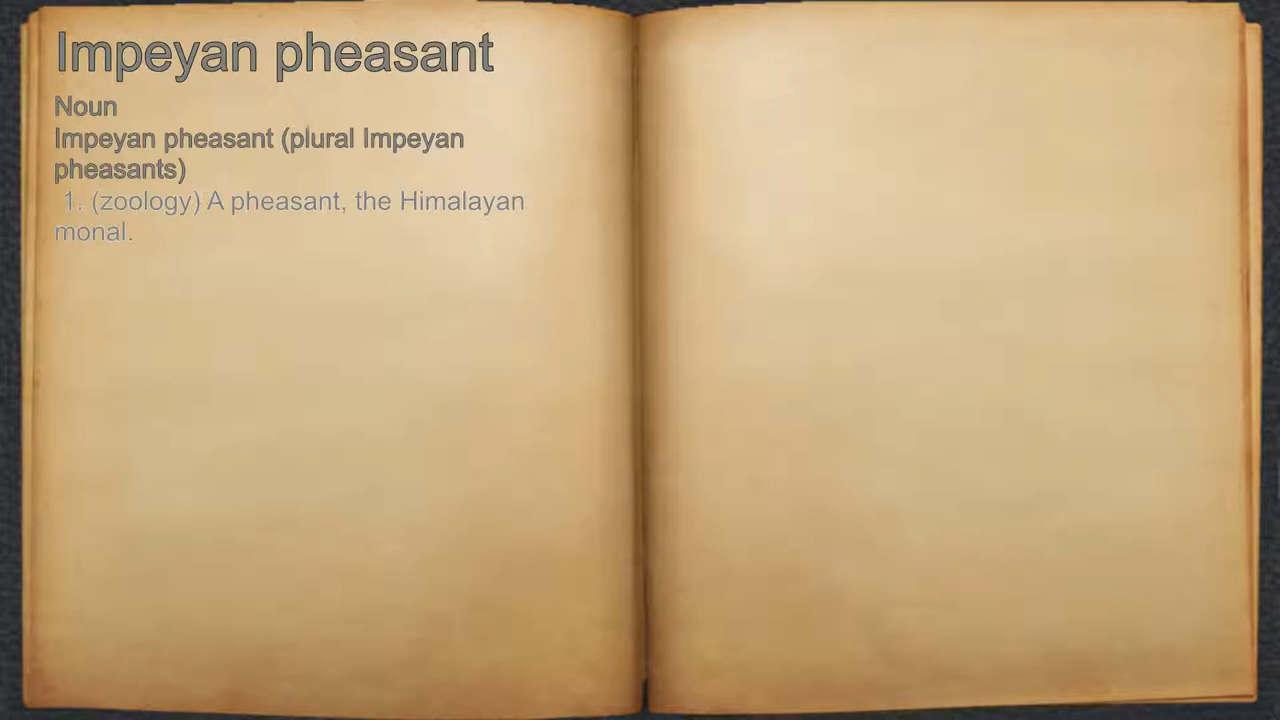 Impeyan pheasant
Noun
Impeyan pheasant (plural Impeyan
pheasants)
1. (zoology) A pheasant, the Himalayan
monal.